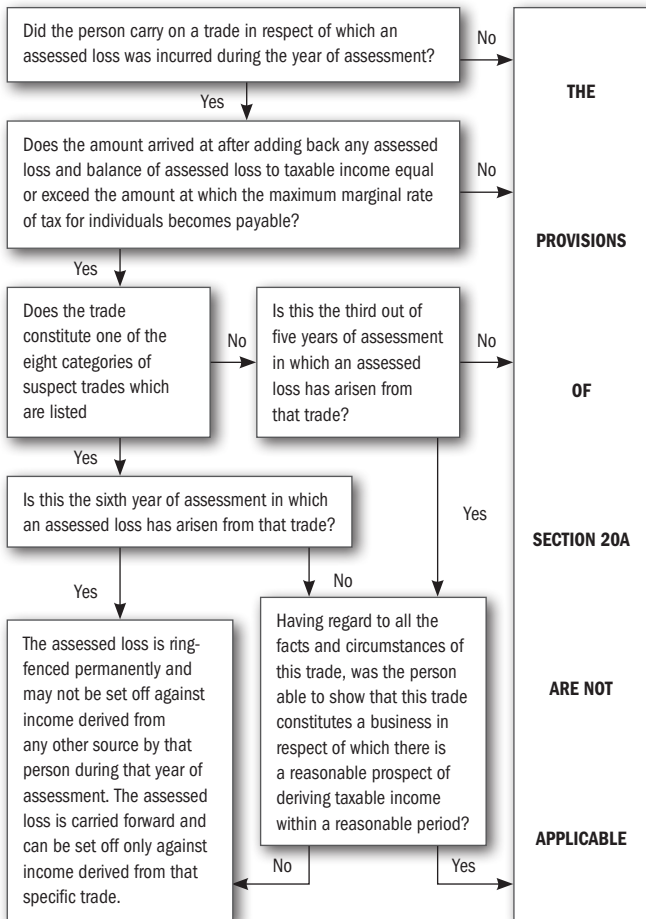 Did the person carry on a trade in respect of which an
assessed loss was incurred during the year of assessment?
No
THE
Yes
Does the amount arrived at after adding back any assessed
loss and balance of assessed loss to taxable income equal
or exceed the amount at which the maximum marginal rate
of tax for individuals becomes payable?
No
PROVISIONS
Yes
Does the trade
constitute one of the
eight categories of
suspect trades which
are listed
No
Is this the third out of
five years of assessment
in which an assessed
loss has arisen from
that trade?
No
OF
Yes
Is this the sixth year of assessment in which
an assessed loss has arisen from that trade?
Yes
SECTION 20A
Yes
No
The assessed loss is ring-
fenced permanently and
may not be set off against
income derived from
any other source by that
person during that year of
assessment. The assessed
loss is carried forward and
can be set off only against
income derived from that
specific trade.
Having regard to all the
facts and circumstances of
this trade, was the person
able to show that this trade
constitutes a business in
respect of which there is
a reasonable prospect of
deriving taxable income
within a reasonable period?
ARE NOT
APPLICABLE
No
Yes